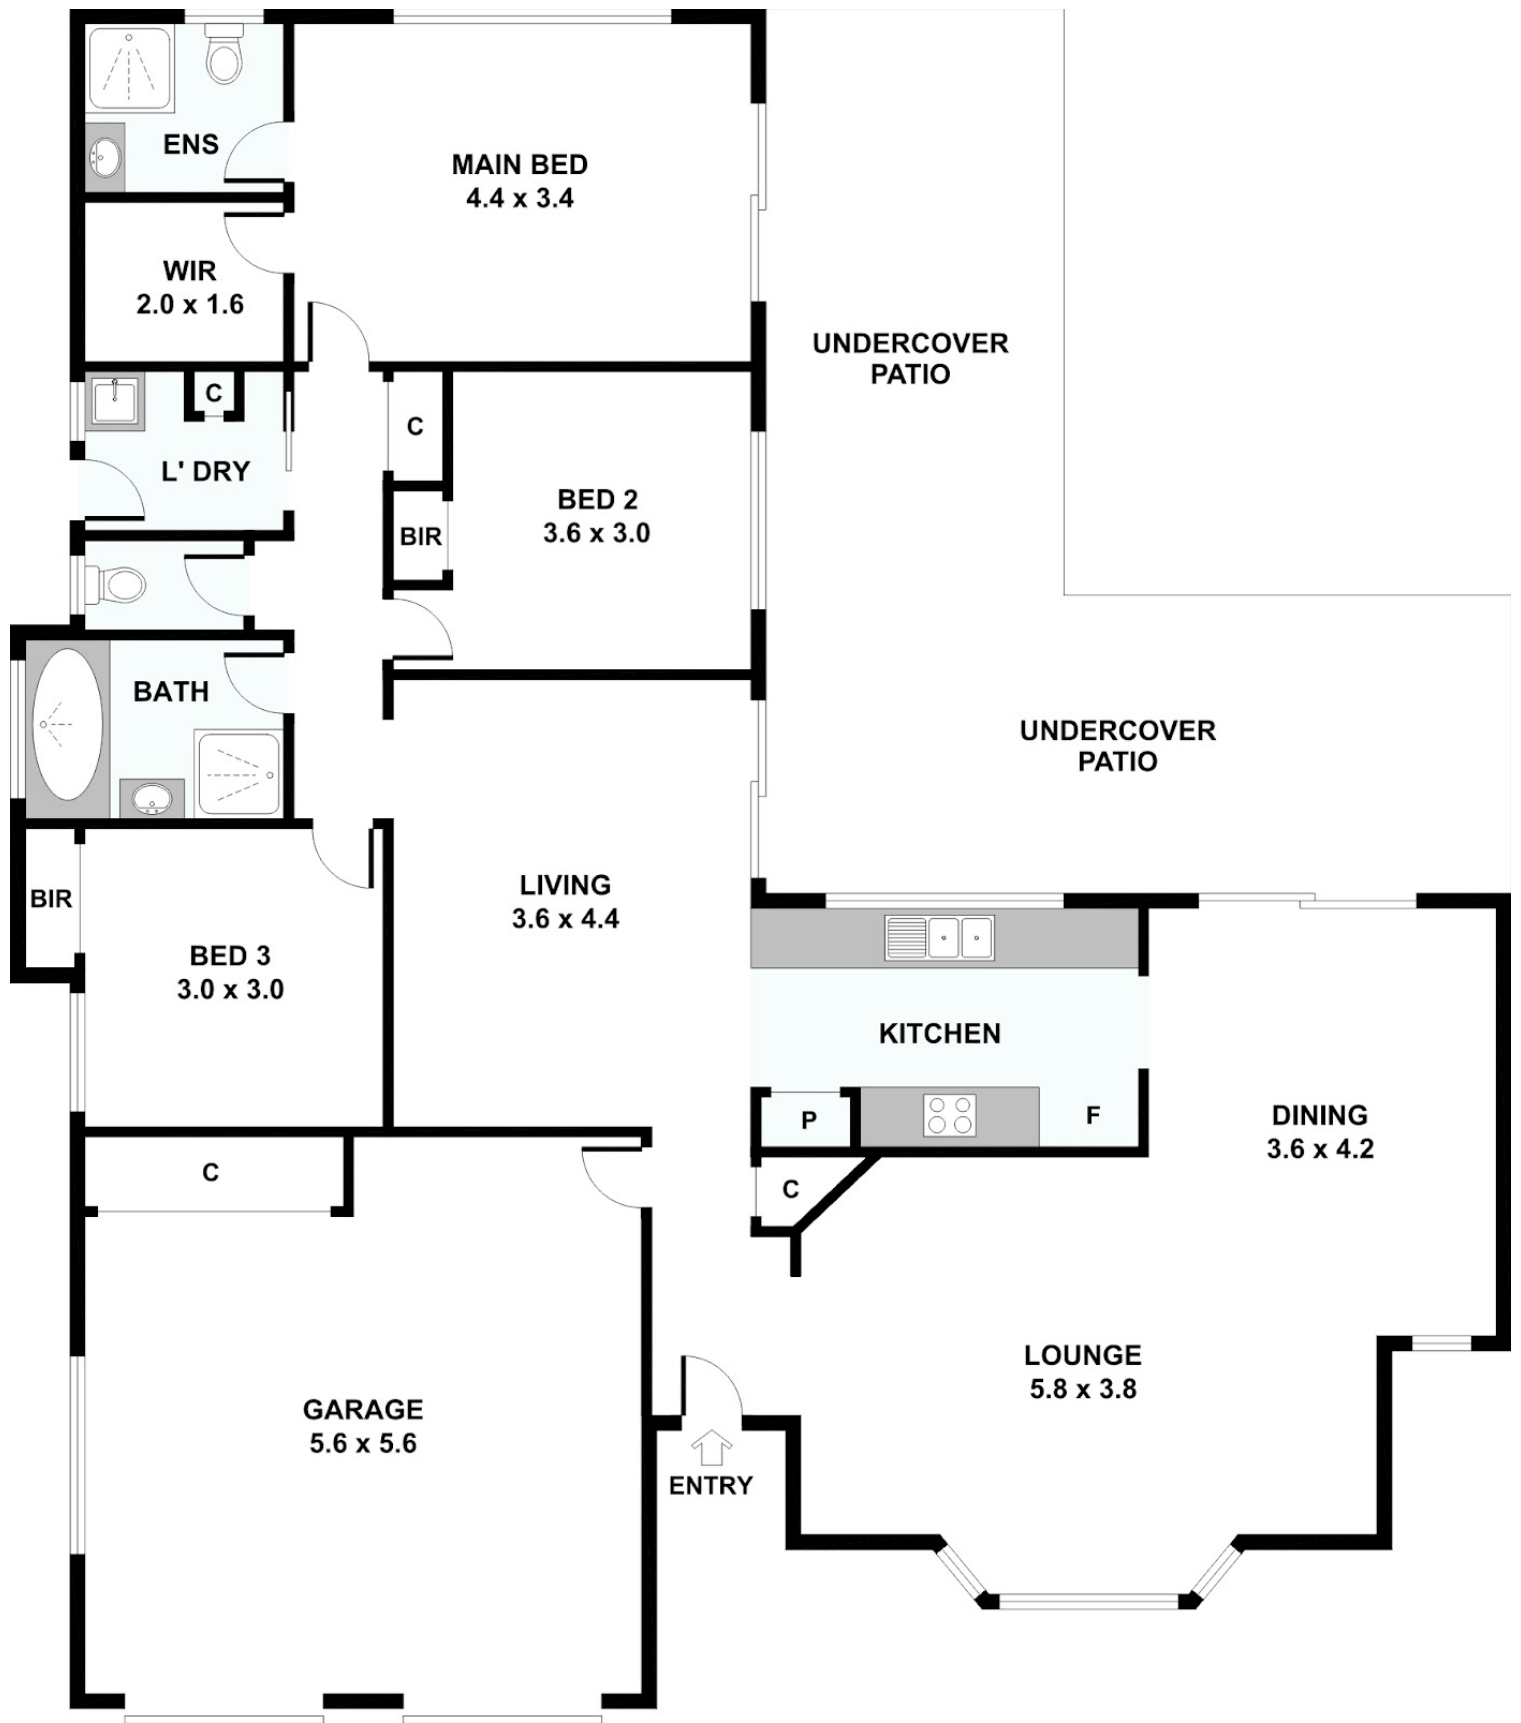 ENS
MAIN BED
4.4 x 3.4
WIR
2.0 x 1.6
UNDERCOVER
PATIO
C
C
L' DRY
BED 2
3.6 x 3.0
BIR
BATH
UNDERCOVER
PATIO
BIR
LIVING
3.6 x 4.4
BED 3
3.0 x 3.0
KITCHEN
P
F
DINING
3.6 x 4.2
C
C
LOUNGE
5.8 x 3.8
GARAGE
5.6 x 5.6
ENTRY